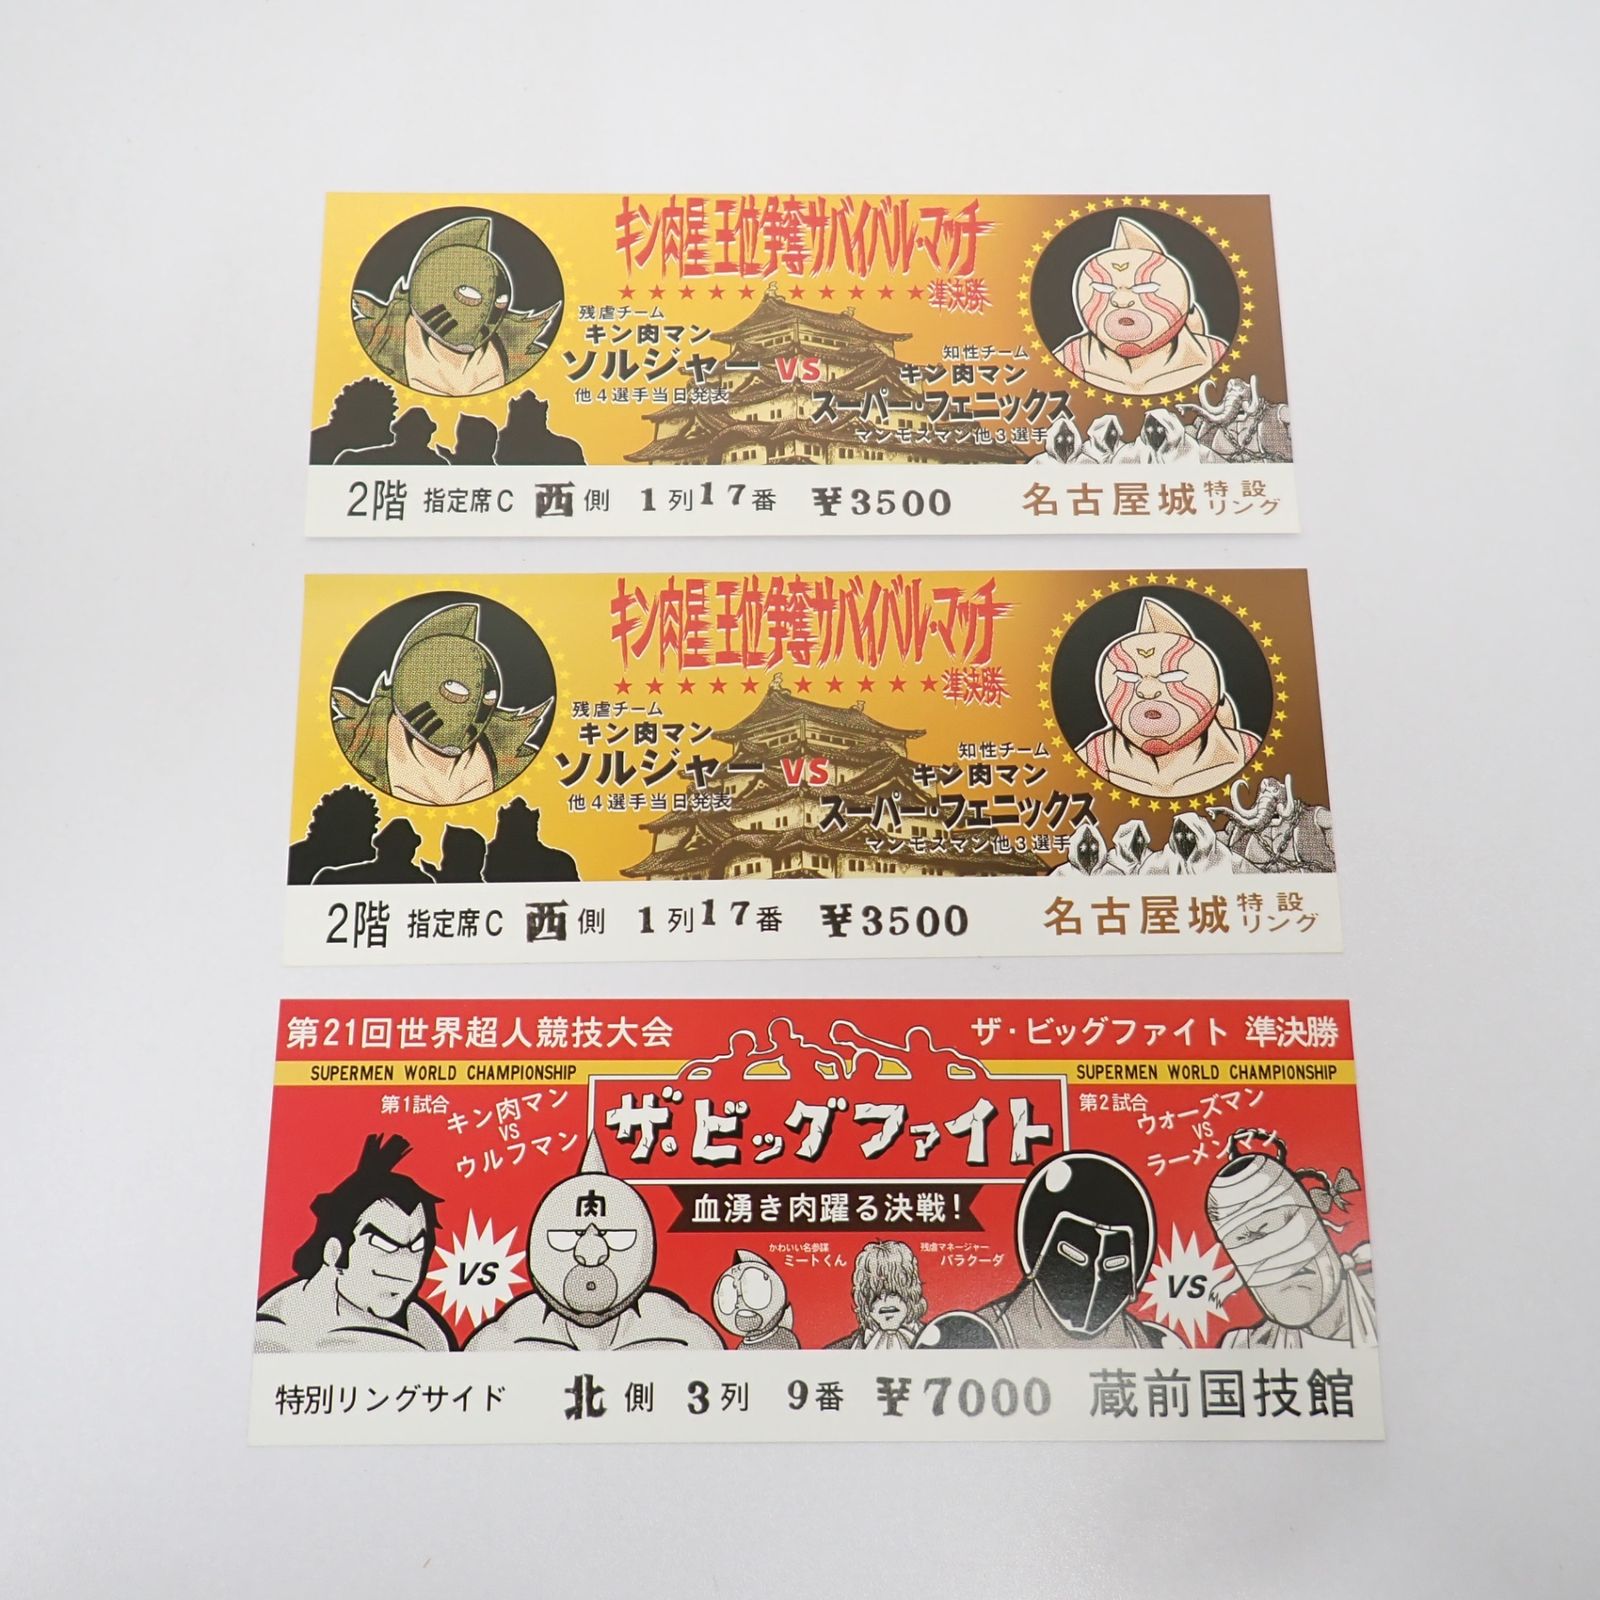 キン肉星王位争奪サバイバル・マッチ
★★★★★★★★★★★準決勝
残虐チーム
キン肉マン
ソルジャー
他4選手当日発表
VS
知性チーム
キン肉マン
スーパー・フェニックス
マンモスマン他3選手
2階 指定席C 西側 1列17番 ¥3500 名古屋城特設リング
キン肉星王位争奪サバイバル・マッチ
★★★★★★★★★★★準決勝
残虐チーム
キン肉マン
ソルジャー
他4選手当日発表
VS
知性チーム
キン肉マン
スーパー・フェニックス
マンモスマン他3選手
2階 指定席C 西側 1列17番 ¥3500 名古屋城特設リング
第21回世界超人競技大会
ザ・ビッグファイト 準決勝
SUPERMEN WORLD CHAMPIONSHIP
SUPERMEN WORLD CHAMPIONSHIP
第1試合
キン肉マン
VS
ウルフマン
ザ・ビッグファイト
第2試合
ウォーズマン
VS
ラーメンマン
血湧き肉躍る決戦!
肉
VS
かわいい名参謀
ミートくん
残虐マネージャー
バラクーダ
VS
特別リングサイド 北側 3列 9番 ¥7000 蔵前国技館